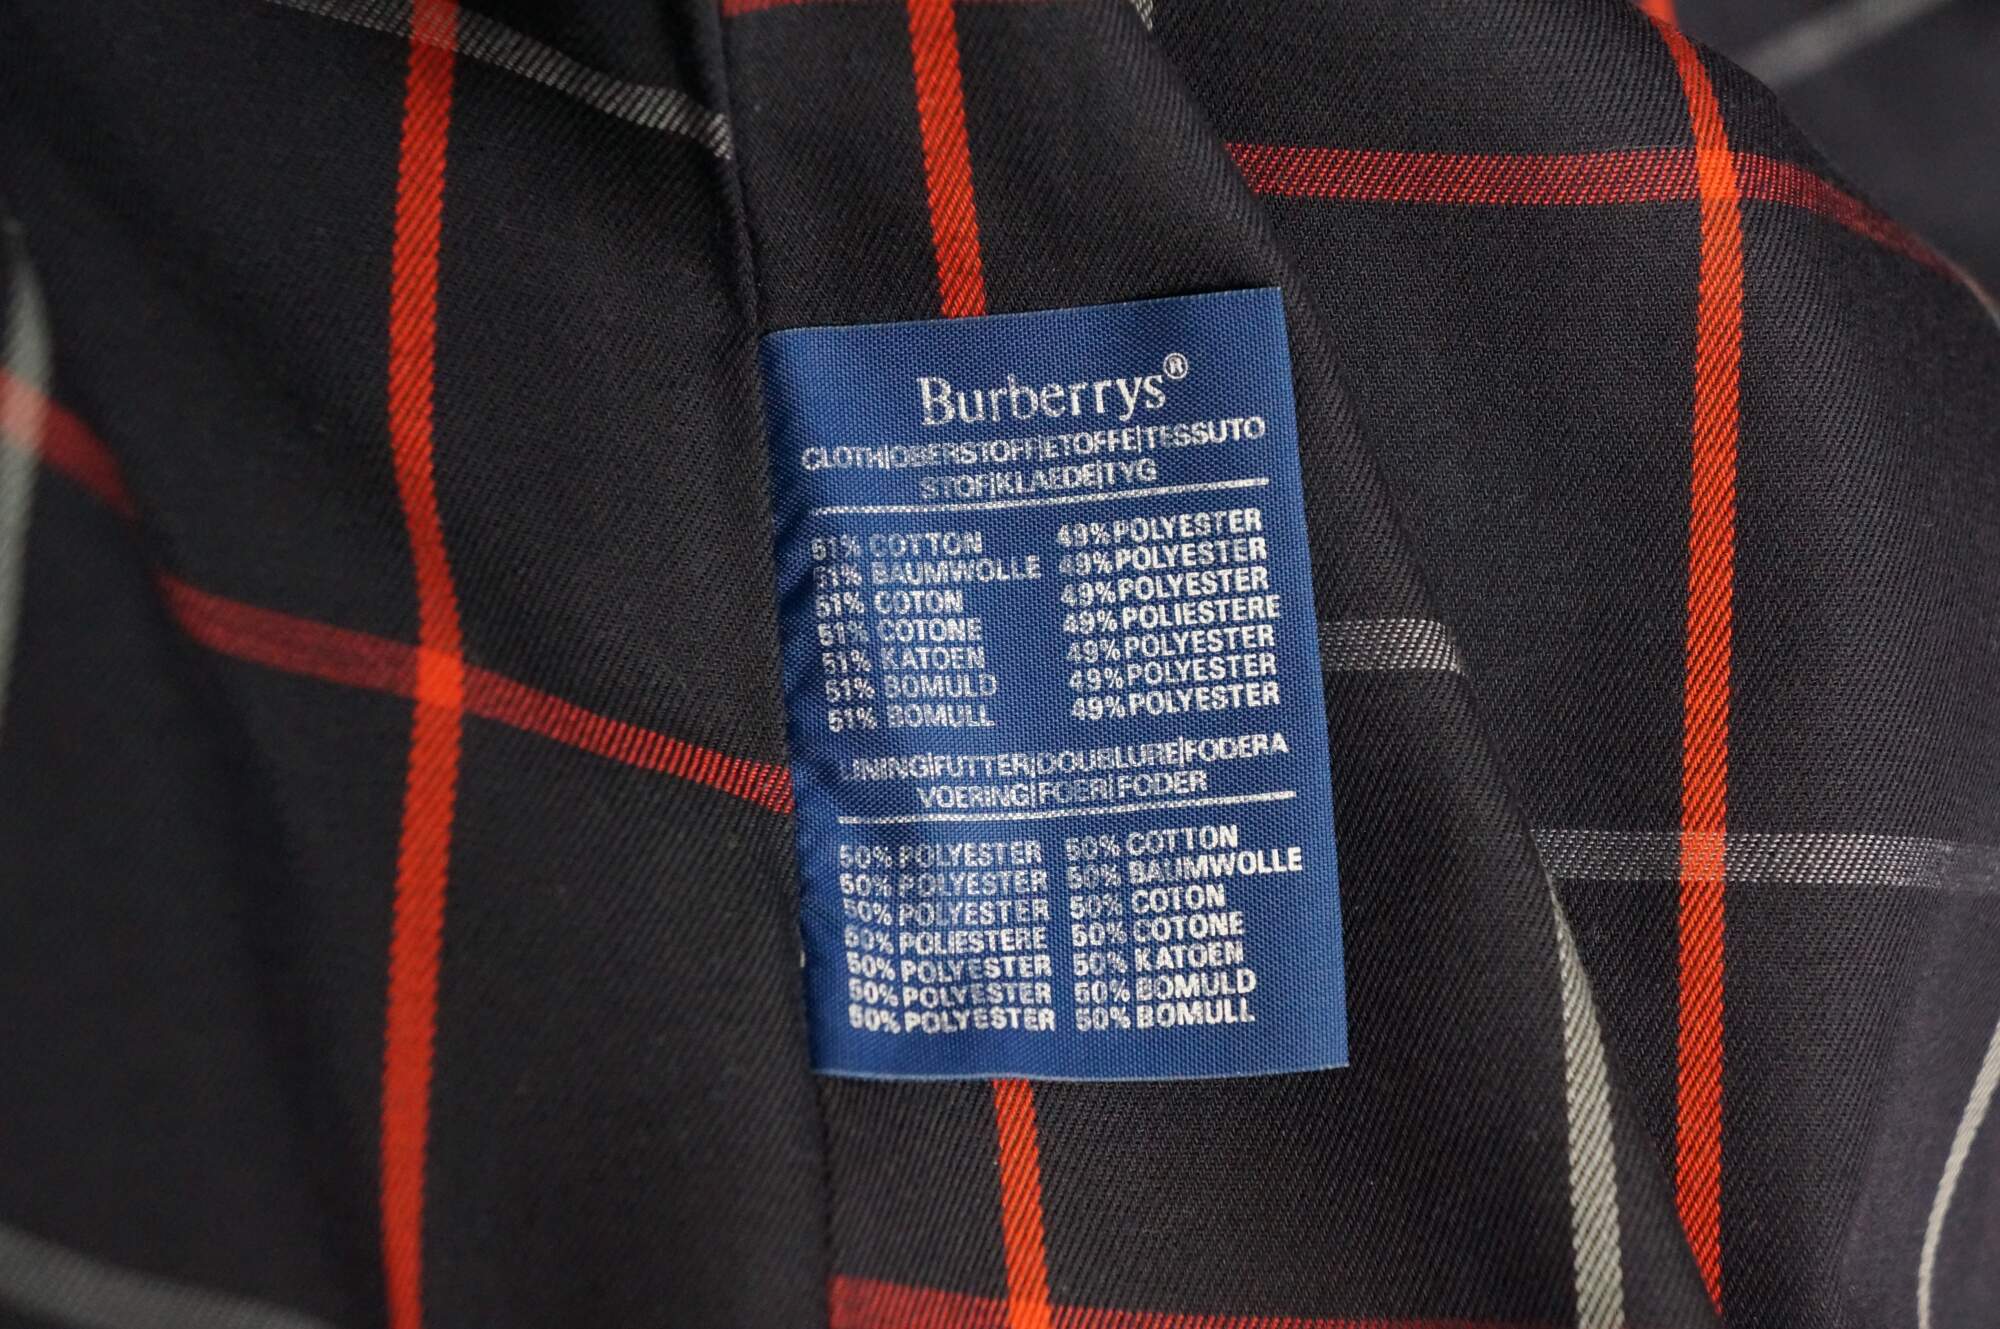 Burberrys®
CLOTH|OBERSTOFF|ETOFFE|TESSUTO
STOF|KLAEDE|TYG
51% COTTON 49% POLYESTER
51% BAUMWOLLE 49% POLYESTER
51% COTON 49% POLYESTER
51% COTONE 49% POLIESTERE
51% KATOEN 49% POLYESTER
51% BOMULD 49% POLYESTER
51% BOMULL 49% POLYESTER
LINING|FUTTER|DOUBLURE|FODERA
VOERING|FOER|FODER
50% POLYESTER 50% COTTON
50% POLYESTER 50% BAUMWOLLE
50% POLYESTER 50% COTON
50% POLIESTERE 50% COTONE
50% POLYESTER 50% KATOEN
50% POLYESTER 50% BOMULD
50% POLYESTER 50% BOMULL